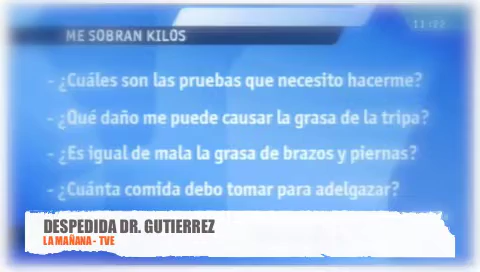 ME SOBRAN KILOS
11:22
- ¿Cuáles son las pruebas que necesito hacerme?
- ¿Qué daño me puede causar la grasa de la tripa?
- ¿Es igual de mala la grasa de brazos y piernas?
- ¿Cuánta comida debo tomar para adelgazar?
DESPEDIDA DR. GUTIERREZ
LA MAÑANA - TVE